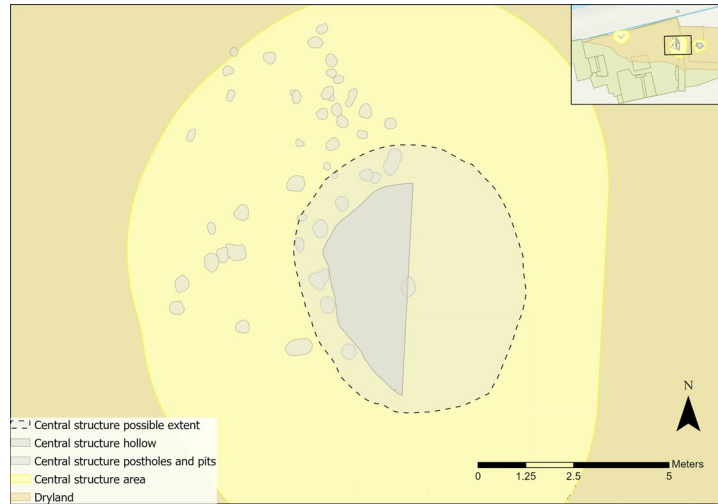 N
Meters
0 1.25 2.5 5
Central structure possible extent
Central structure hollow
Central structure postholes and pits
Central structure area
Dryland